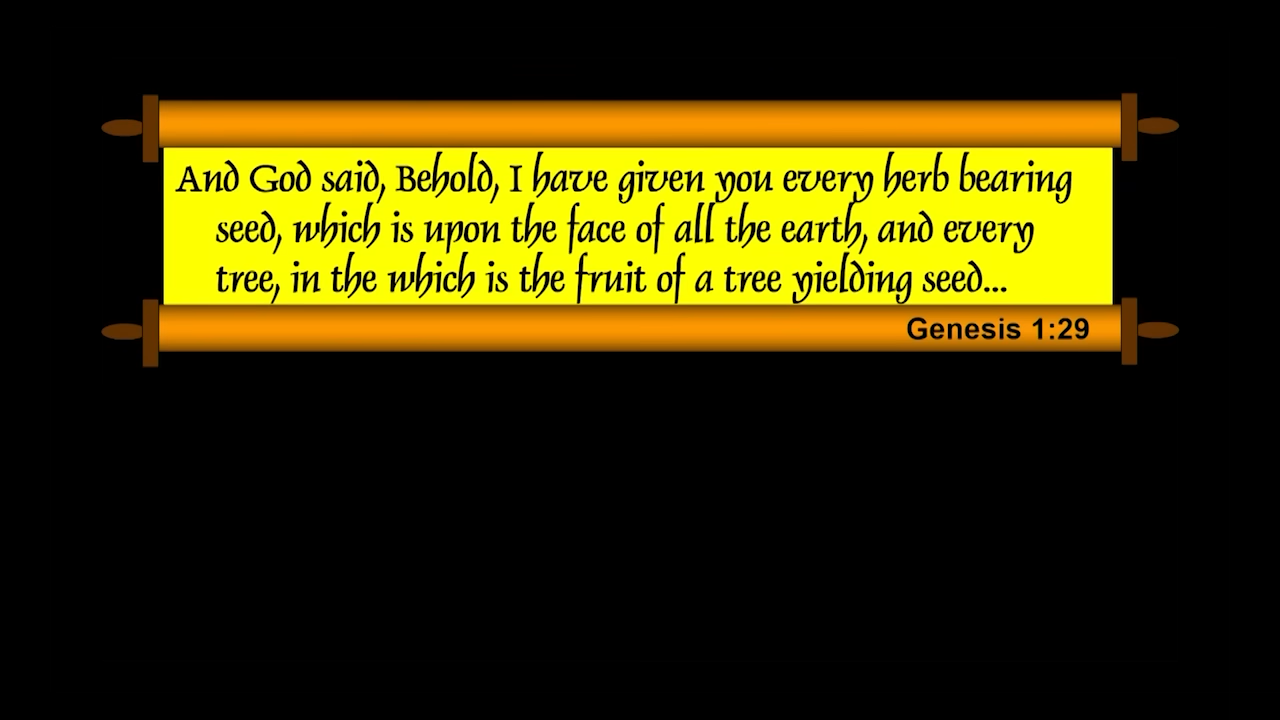 And God said, Behold, I have given you every herb bearing
seed, which is upon the face of all the earth, and every
tree, in the which is the fruit of a tree yielding seed...
Genesis 1:29